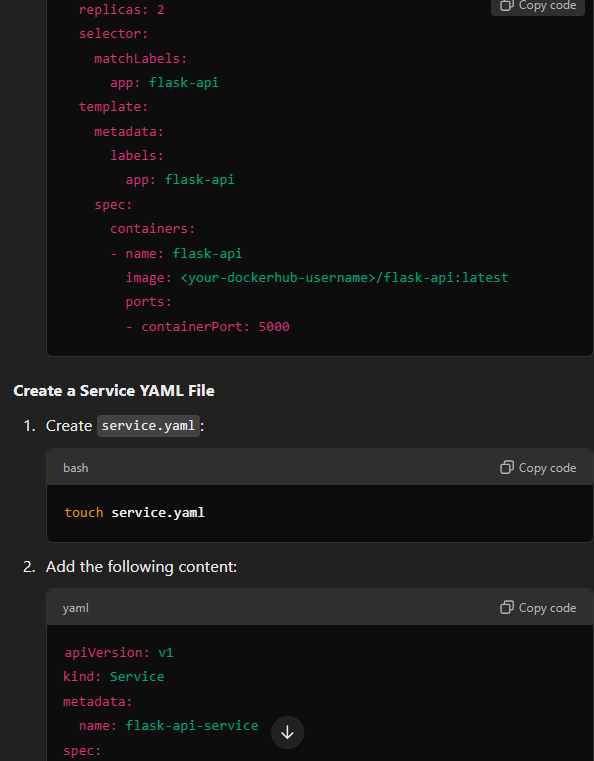 replicas: 2
Copy code
selector:
matchLabels:
app: flask-api
template:
metadata:
labels:
app: flask-api
spec:
containers:
- name: flask-api
image: <your-dockerhub-username>/flask-api:latest
ports:
- containerPort: 5000
Create a Service YAML File
1. Create service.yaml:
bash
Copy code
touch service.yaml
2. Add the following content:
yaml
Copy code
apiVersion: v1
kind: Service
metadata:
name: flask-api-service
spec: